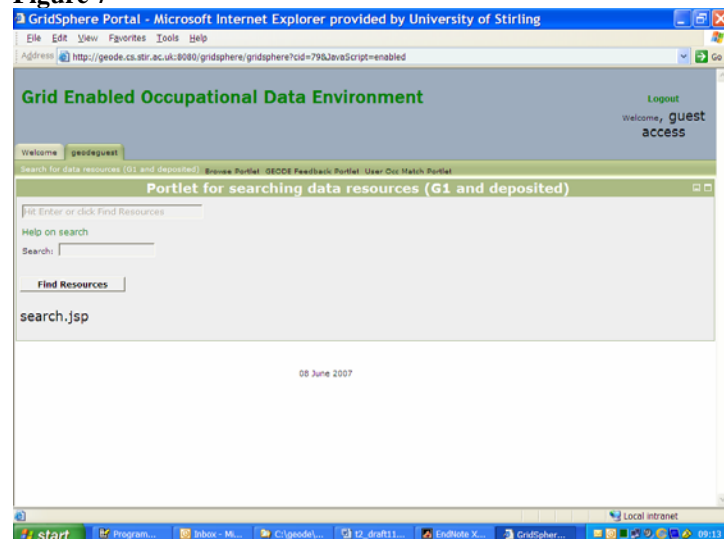 GridSphere Portal - Microsoft Internet Explorer provided by University of Stirling
File Edit View Favorites Tools Help
Address http://geode.cs.stir.ac.uk:8080/gridsphere/gridsphere?cid=79&JavaScript=enabled Go
Grid Enabled Occupational Data Environment
Logout
Welcome, guest
access
Welcome geodeguest
Search for data resources (G1 and deposited) Browse Portlet GEODE Feedback Portlet User Occ Match Portlet
Portlet for searching data resources (G1 and deposited)
Hit Enter or click Find Resources
Help on search
Search:
Find Resources
search.jsp
08 June 2007
Local intranet
start Program... Inbox - Mi... C:\geode\... t2_draft11... EndNote X... GridSpher... 09:13